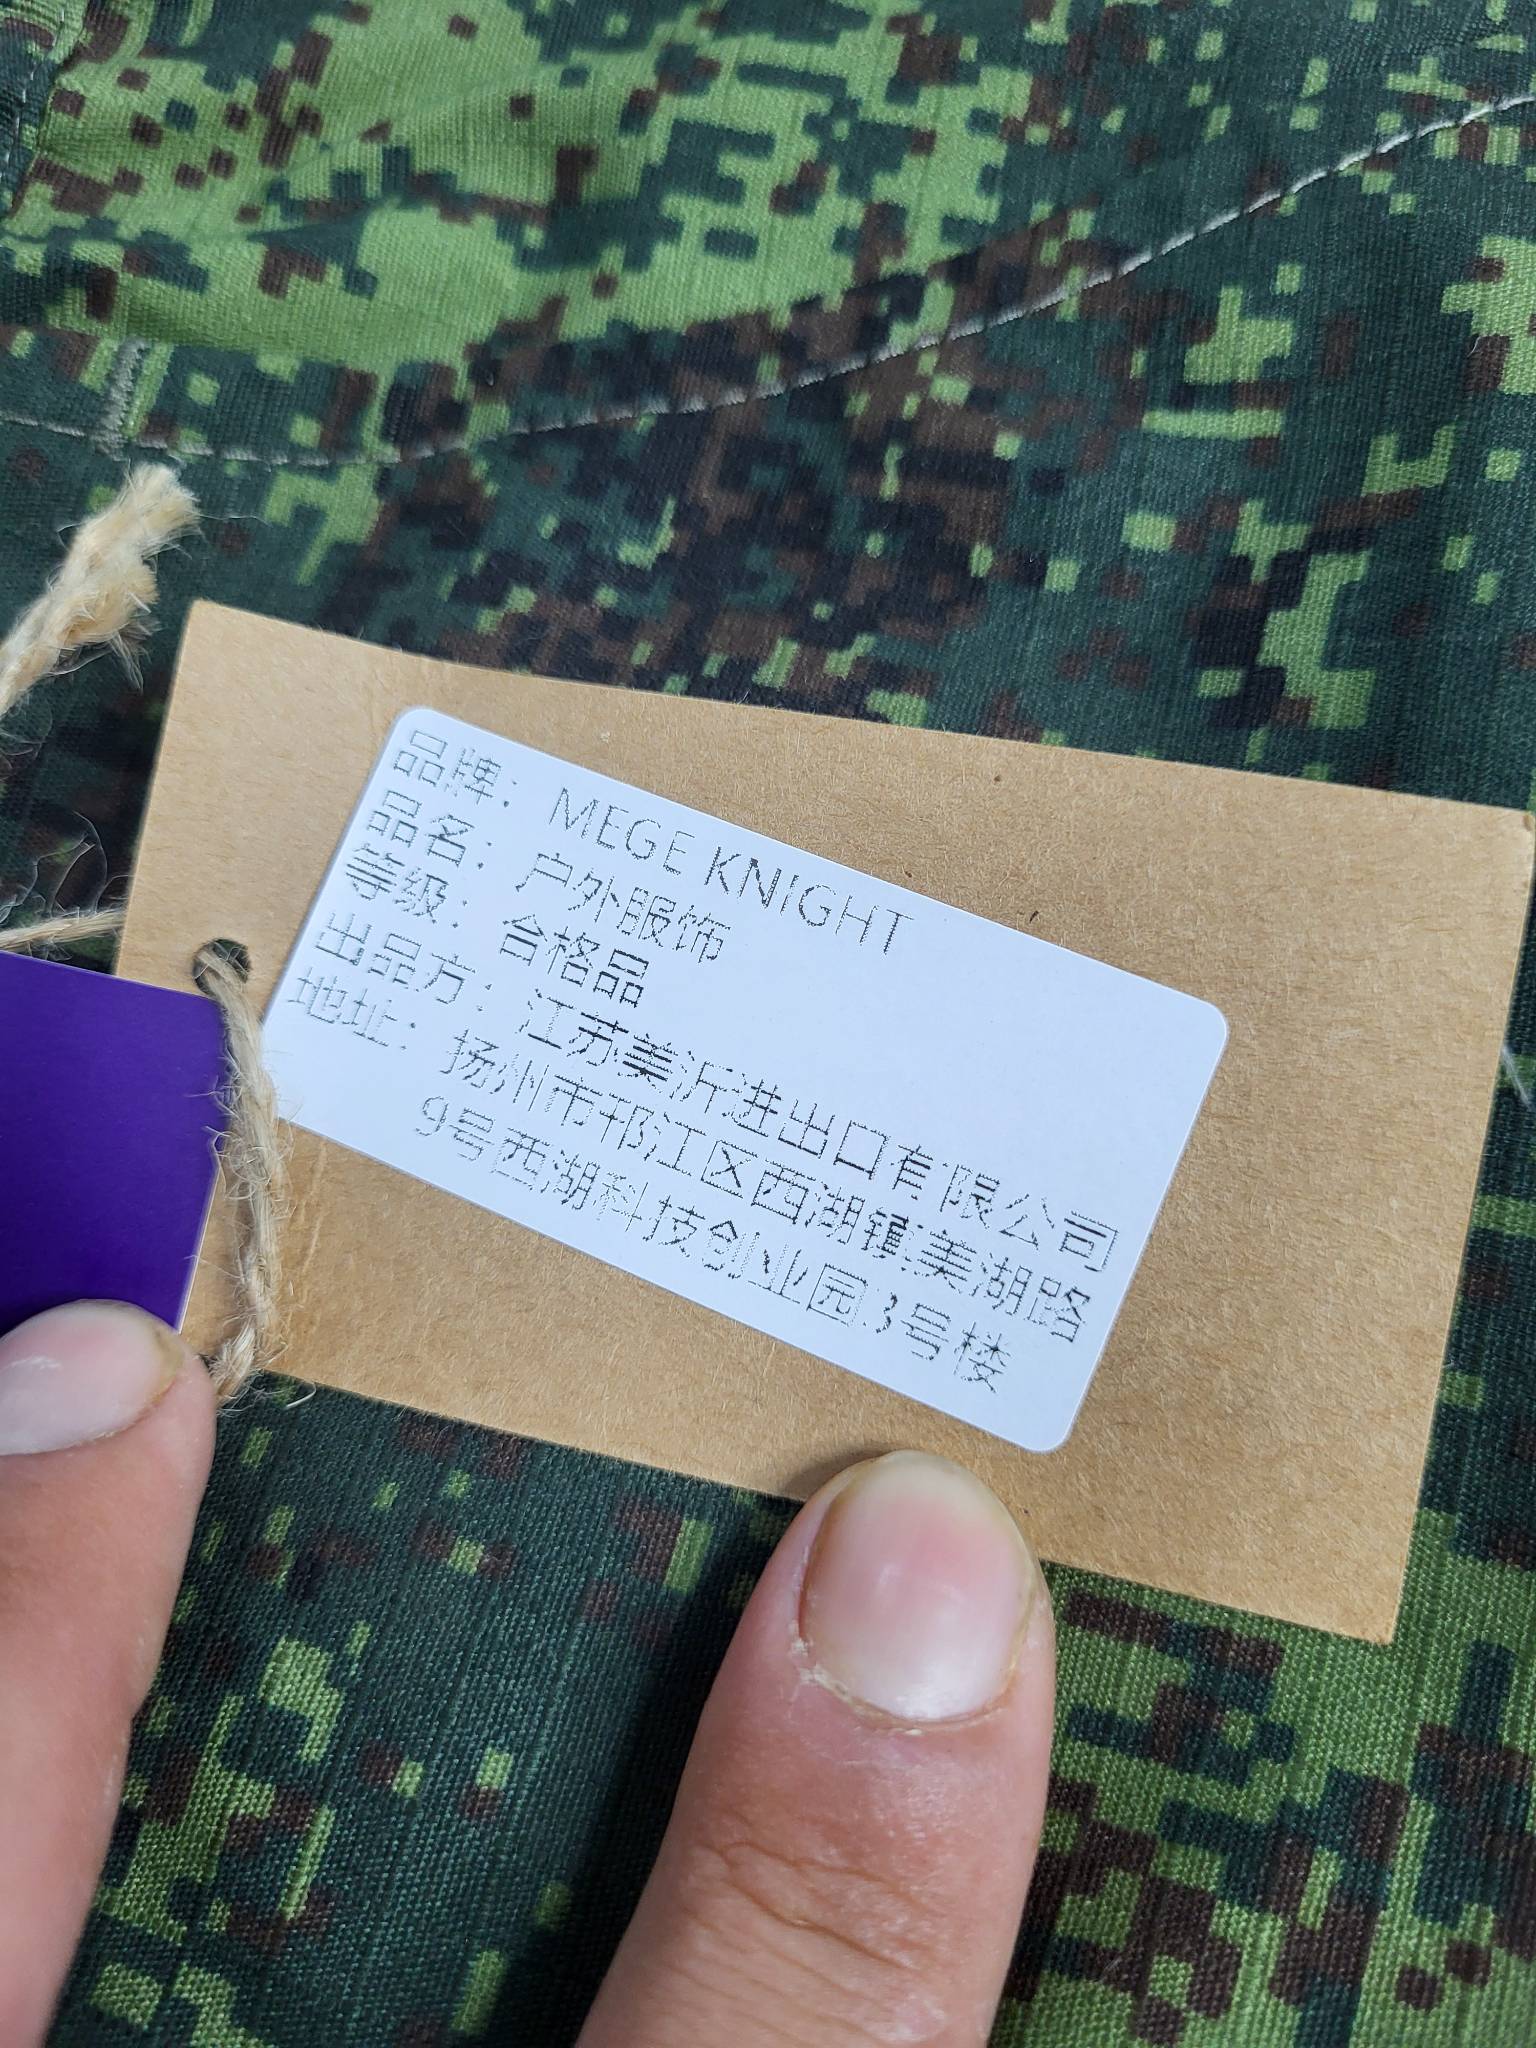 品牌： MEGE KNIGHT
品名： 户外服饰
等级： 合格品
出品方：江苏美沂进出口有限公司
地址： 扬州市邗江区西湖镇美湖路
9号西湖科技创业园3号楼